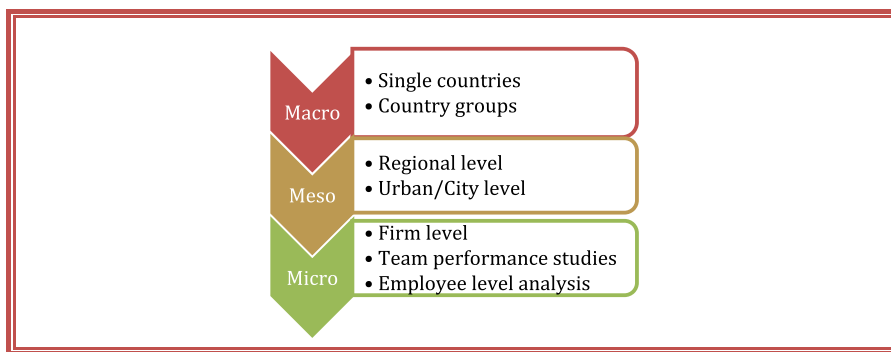 Macro
• Single countries
• Country groups
Meso
• Regional level
• Urban/City level
Micro
• Firm level
• Team performance studies
• Employee level analysis